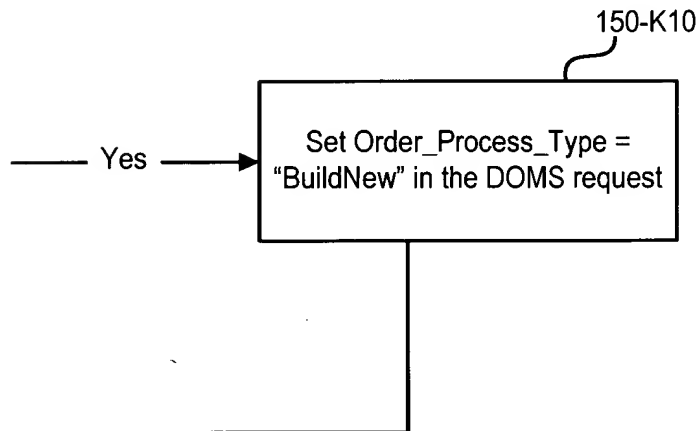 150-K10
Yes
Set Order_Process_Type =
“BuildNew” in the DOMS request